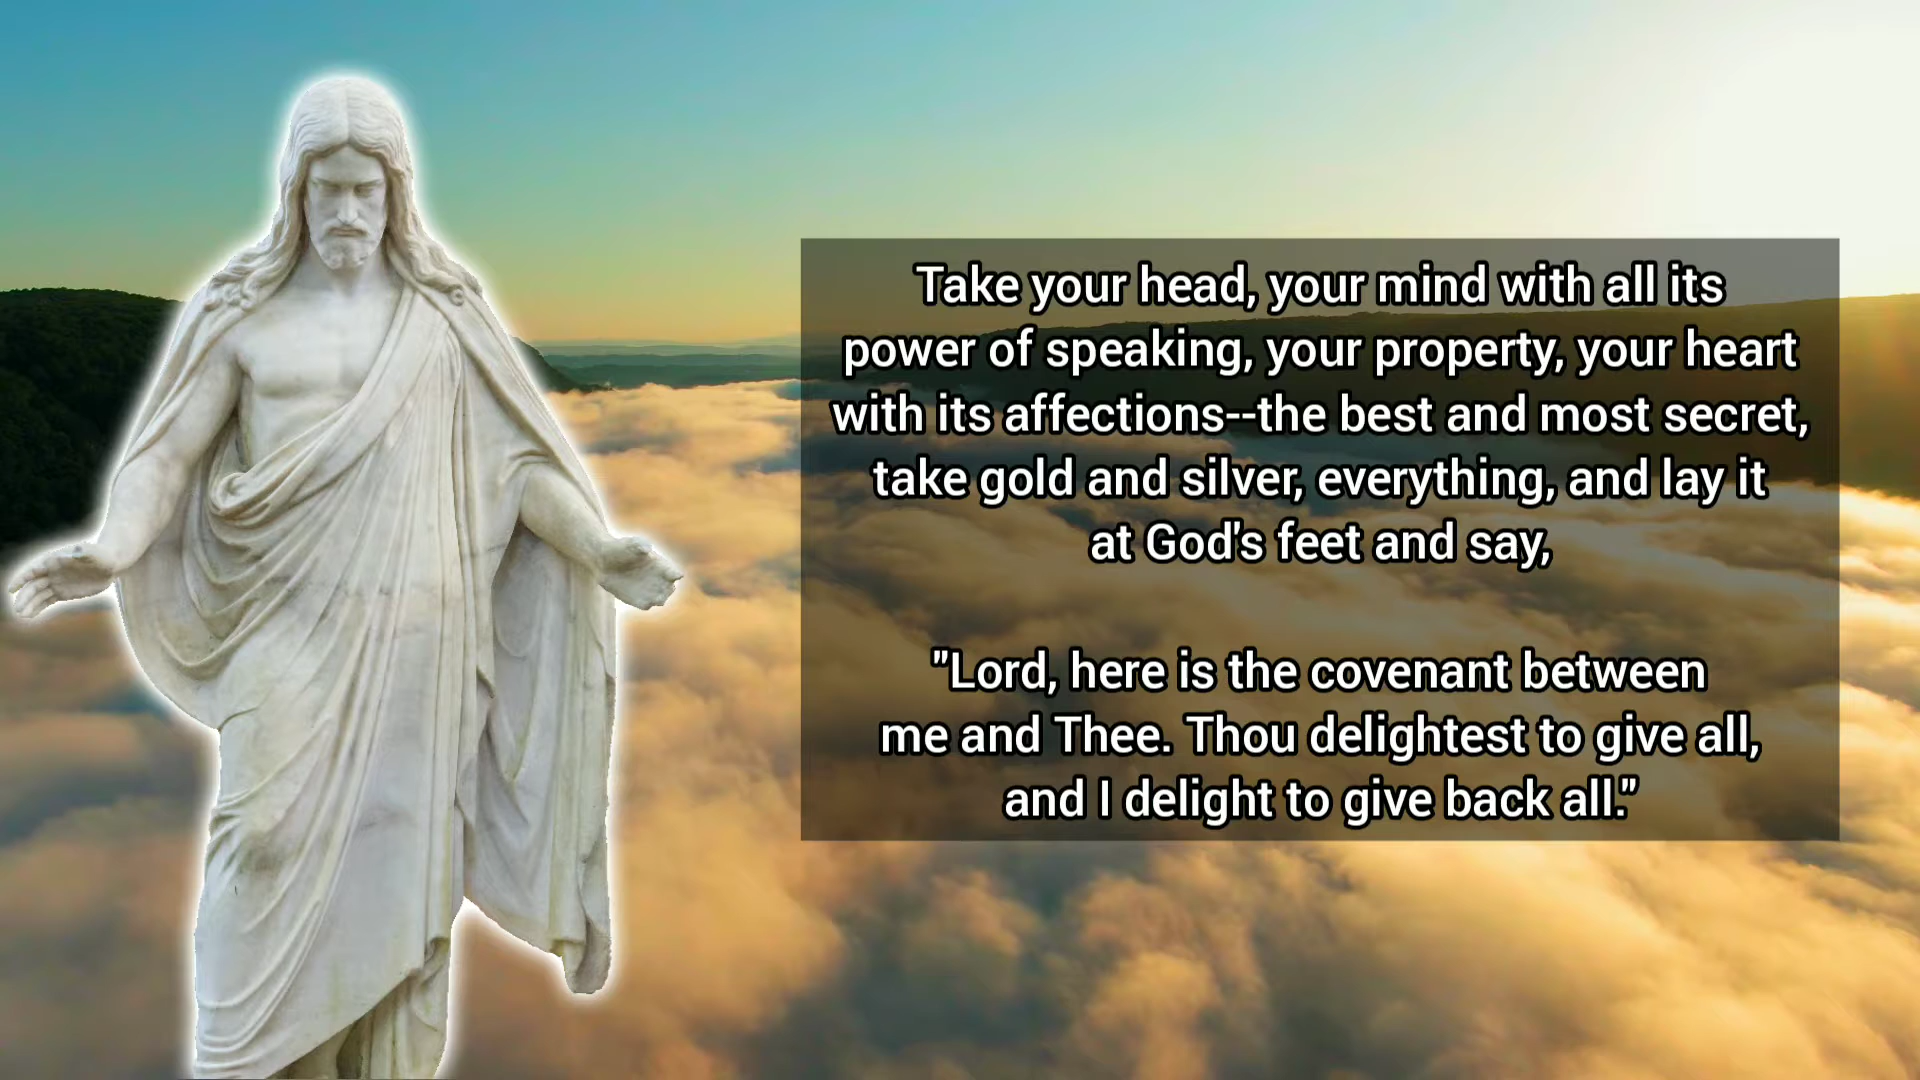 Take your head, your mind with all its
power of speaking, your property, your heart
with its affections--the best and most secret,
take gold and silver, everything, and lay it
at God's feet and say,
"Lord, here is the covenant between
me and Thee. Thou delightest to give all,
and I delight to give back all."